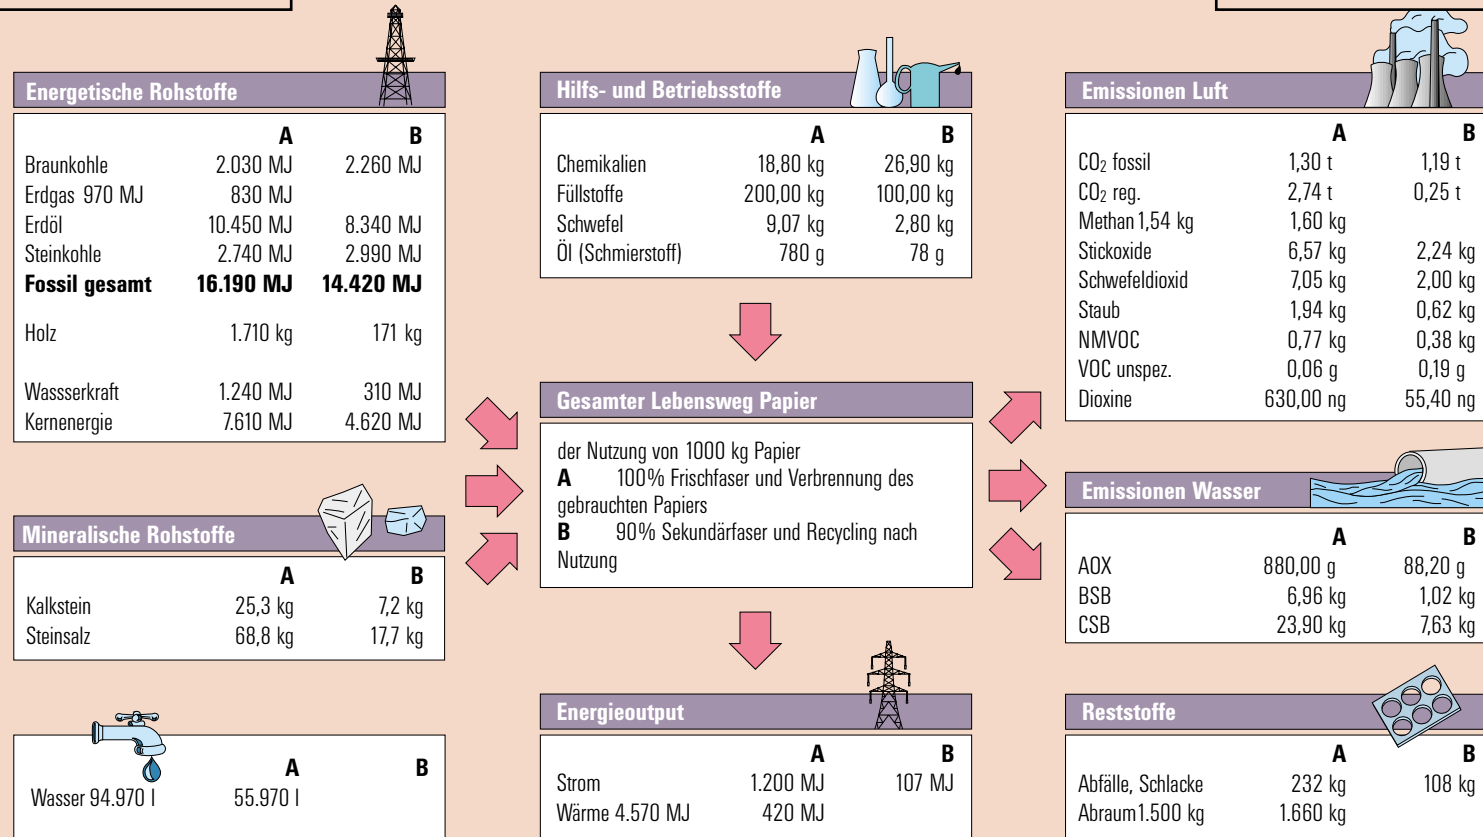 Energetische Rohstoffe
A B
Braunkohle 2.030 MJ 2.260 MJ
Erdgas 970 MJ 830 MJ
Erdöl 10.450 MJ 8.340 MJ
Steinkohle 2.740 MJ 2.990 MJ
Fossil gesamt 16.190 MJ 14.420 MJ
Holz 1.710 kg 171 kg
Wassserkraft 1.240 MJ 310 MJ
Kernenergie 7.610 MJ 4.620 MJ
Mineralische Rohstoffe
A B
Kalkstein 25,3 kg 7,2 kg
Steinsalz 68,8 kg 17,7 kg
A B
Wasser 94.970 l 55.970 l
Hilfs- und Betriebsstoffe
A B
Chemikalien 18,80 kg 26,90 kg
Füllstoffe 200,00 kg 100,00 kg
Schwefel 9,07 kg 2,80 kg
Öl (Schmierstoff) 780 g 78 g
Gesamter Lebensweg Papier
der Nutzung von 1000 kg Papier
A 100% Frischfaser und Verbrennung des
gebrauchten Papiers
B 90% Sekundärfaser und Recycling nach
Nutzung
Energieoutput
A B
Strom 1.200 MJ 107 MJ
Wärme 4.570 MJ 420 MJ
Emissionen Luft
A B
CO₂ fossil 1,30 t 1,19 t
CO₂ reg. 2,74 t 0,25 t
Methan 1,54 kg 1,60 kg
Stickoxide 6,57 kg 2,24 kg
Schwefeldioxid 7,05 kg 2,00 kg
Staub 1,94 kg 0,62 kg
NMVOC 0,77 kg 0,38 kg
VOC unspez. 0,06 g 0,19 g
Dioxine 630,00 ng 55,40 ng
Emissionen Wasser
A B
AOX 880,00 g 88,20 g
BSB 6,96 kg 1,02 kg
CSB 23,90 kg 7,63 kg
Reststoffe
A B
Abfälle, Schlacke 232 kg 108 kg
Abraum1.500 kg 1.660 kg